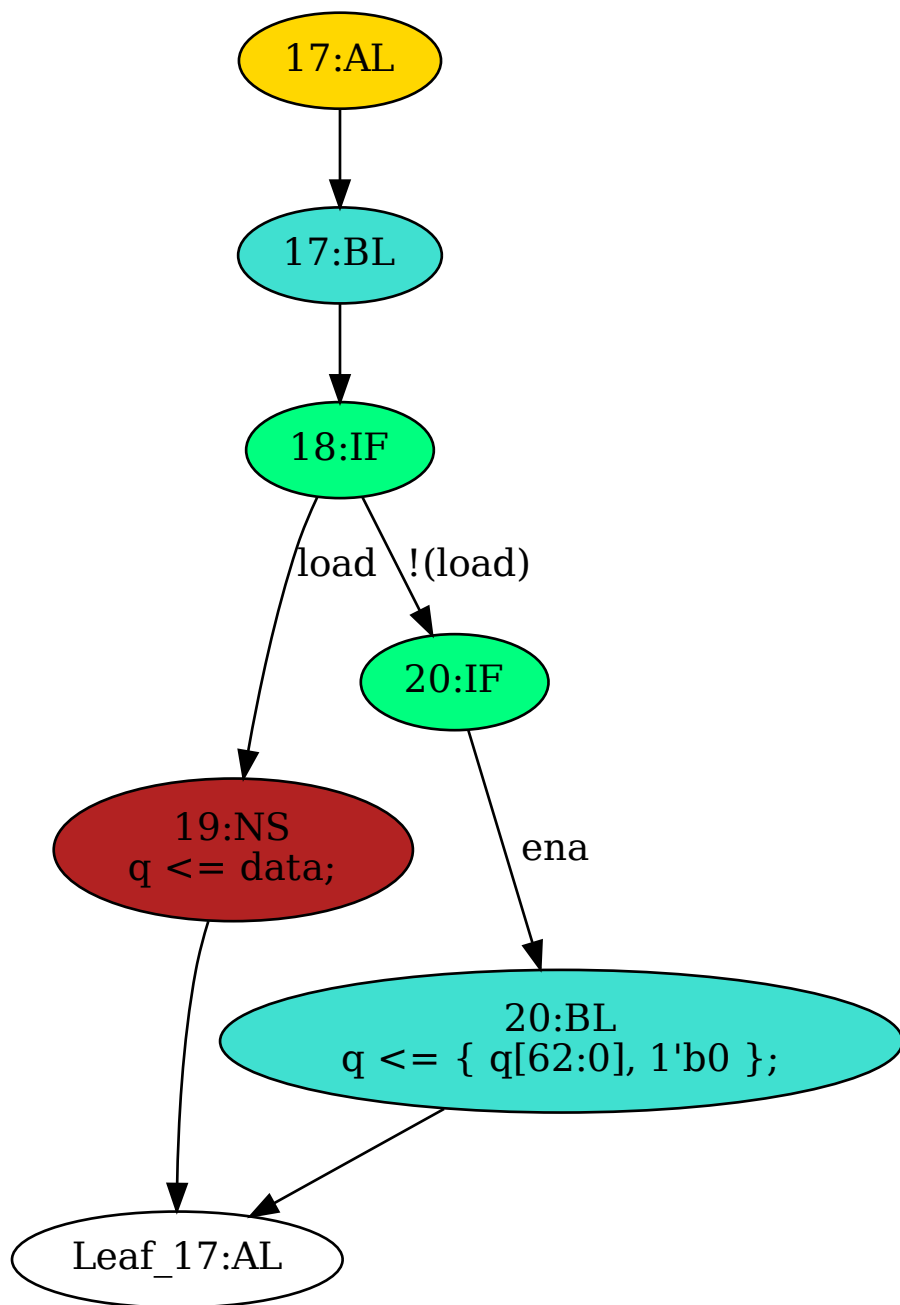 17:AL
17:BL
18:IF
load
!(load)
20:IF
19:NS
q <= data;
ena
20:BL
q <= { q[62:0], 1'b0 };
Leaf_17:AL